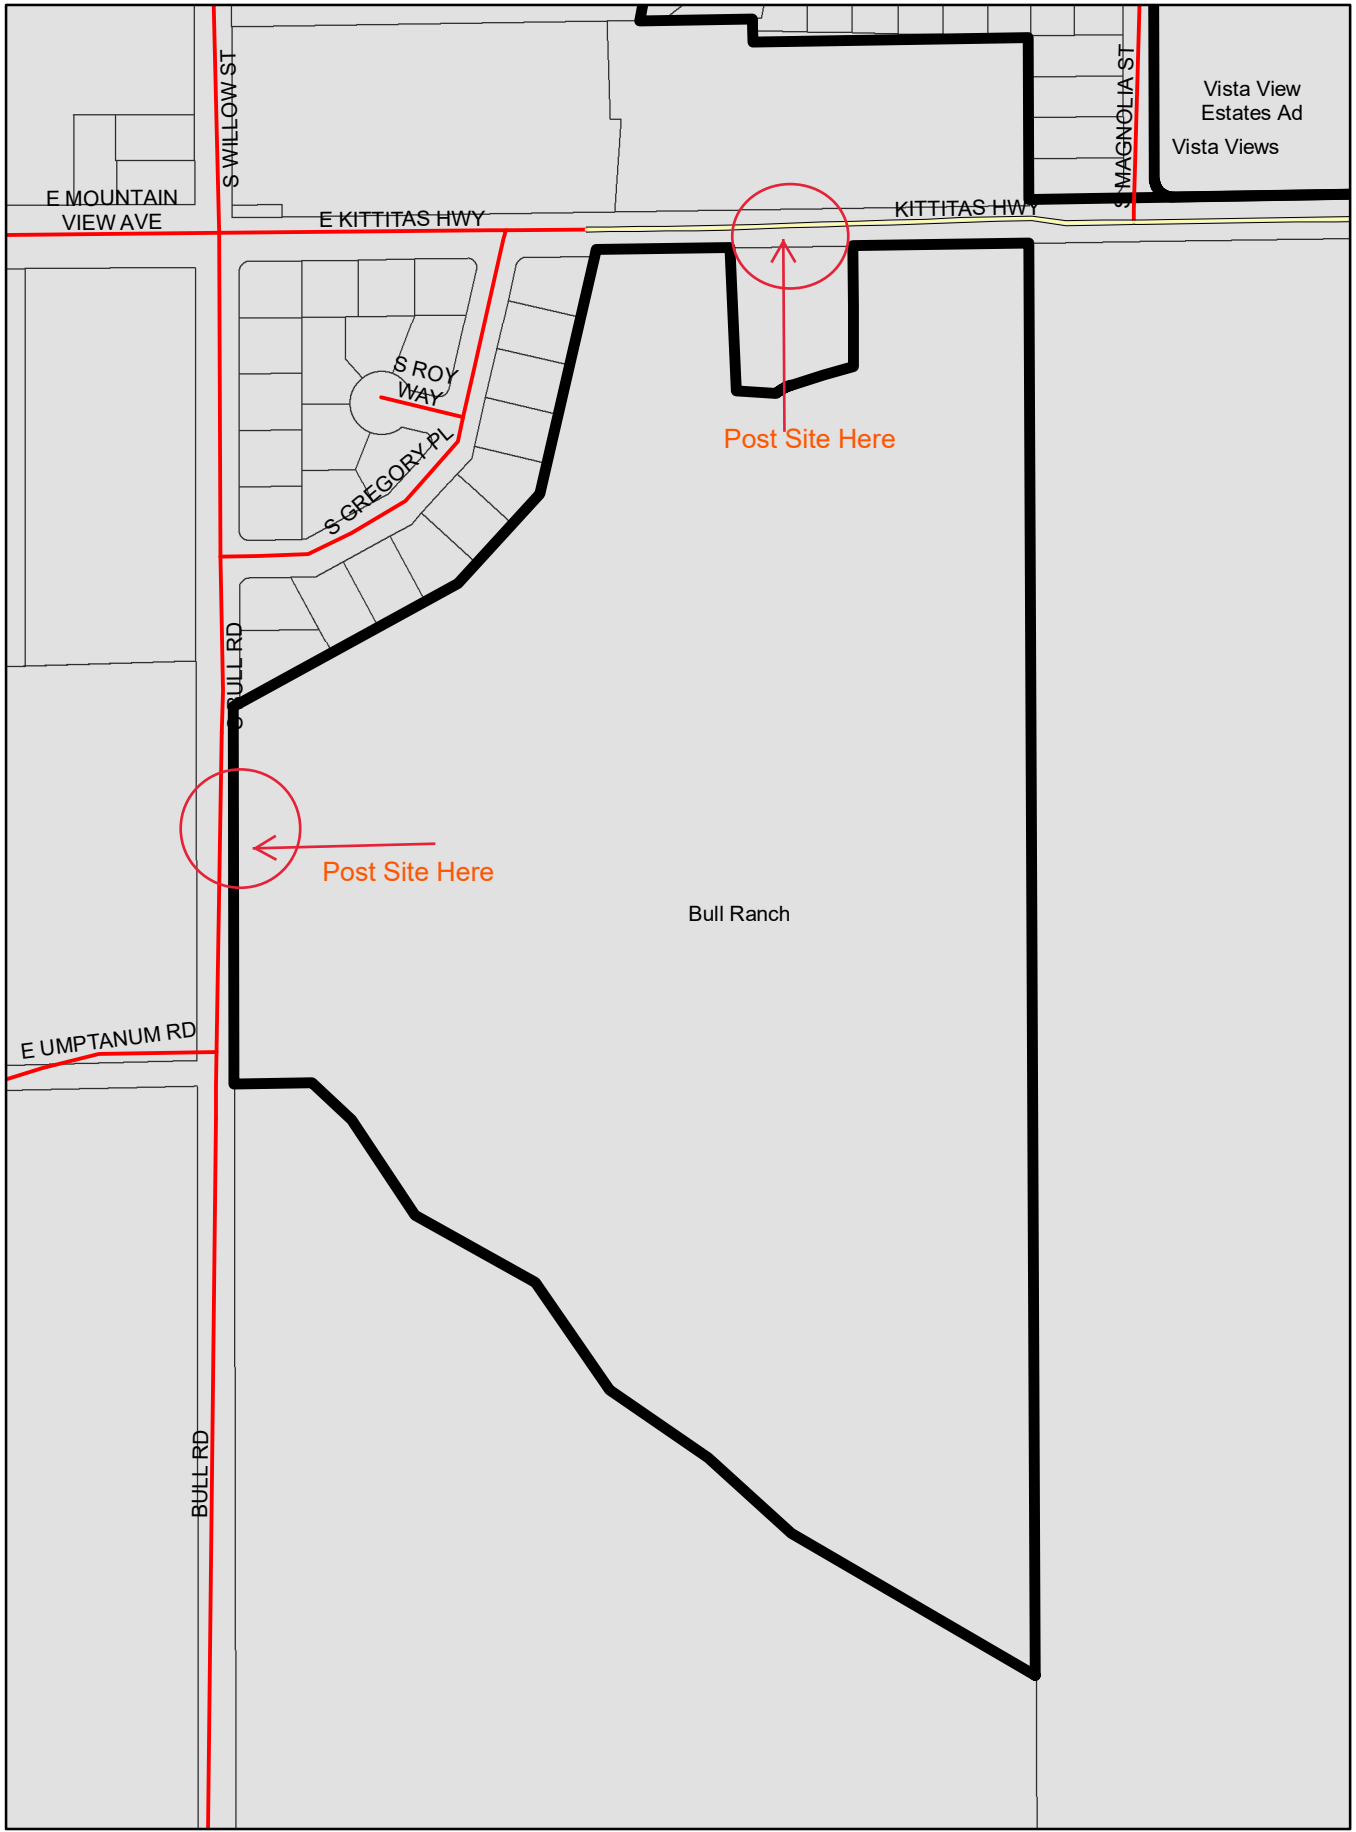 S WILLOW ST
S MAGNOLIA ST
Vista View
Estates Ad
Vista Views
E MOUNTAIN
VIEW AVE
E KITTITAS HWY
KITTITAS HWY
S ROY
WAY
S GREGORY PL
Post Site Here
S BULL RD
Post Site Here
Bull Ranch
E UMPTANUM RD
BULL RD